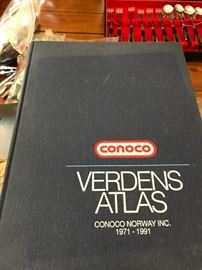 conoco
VERDENS
ATLAS
CONOCO NORWAY INC.
1971 - 1991